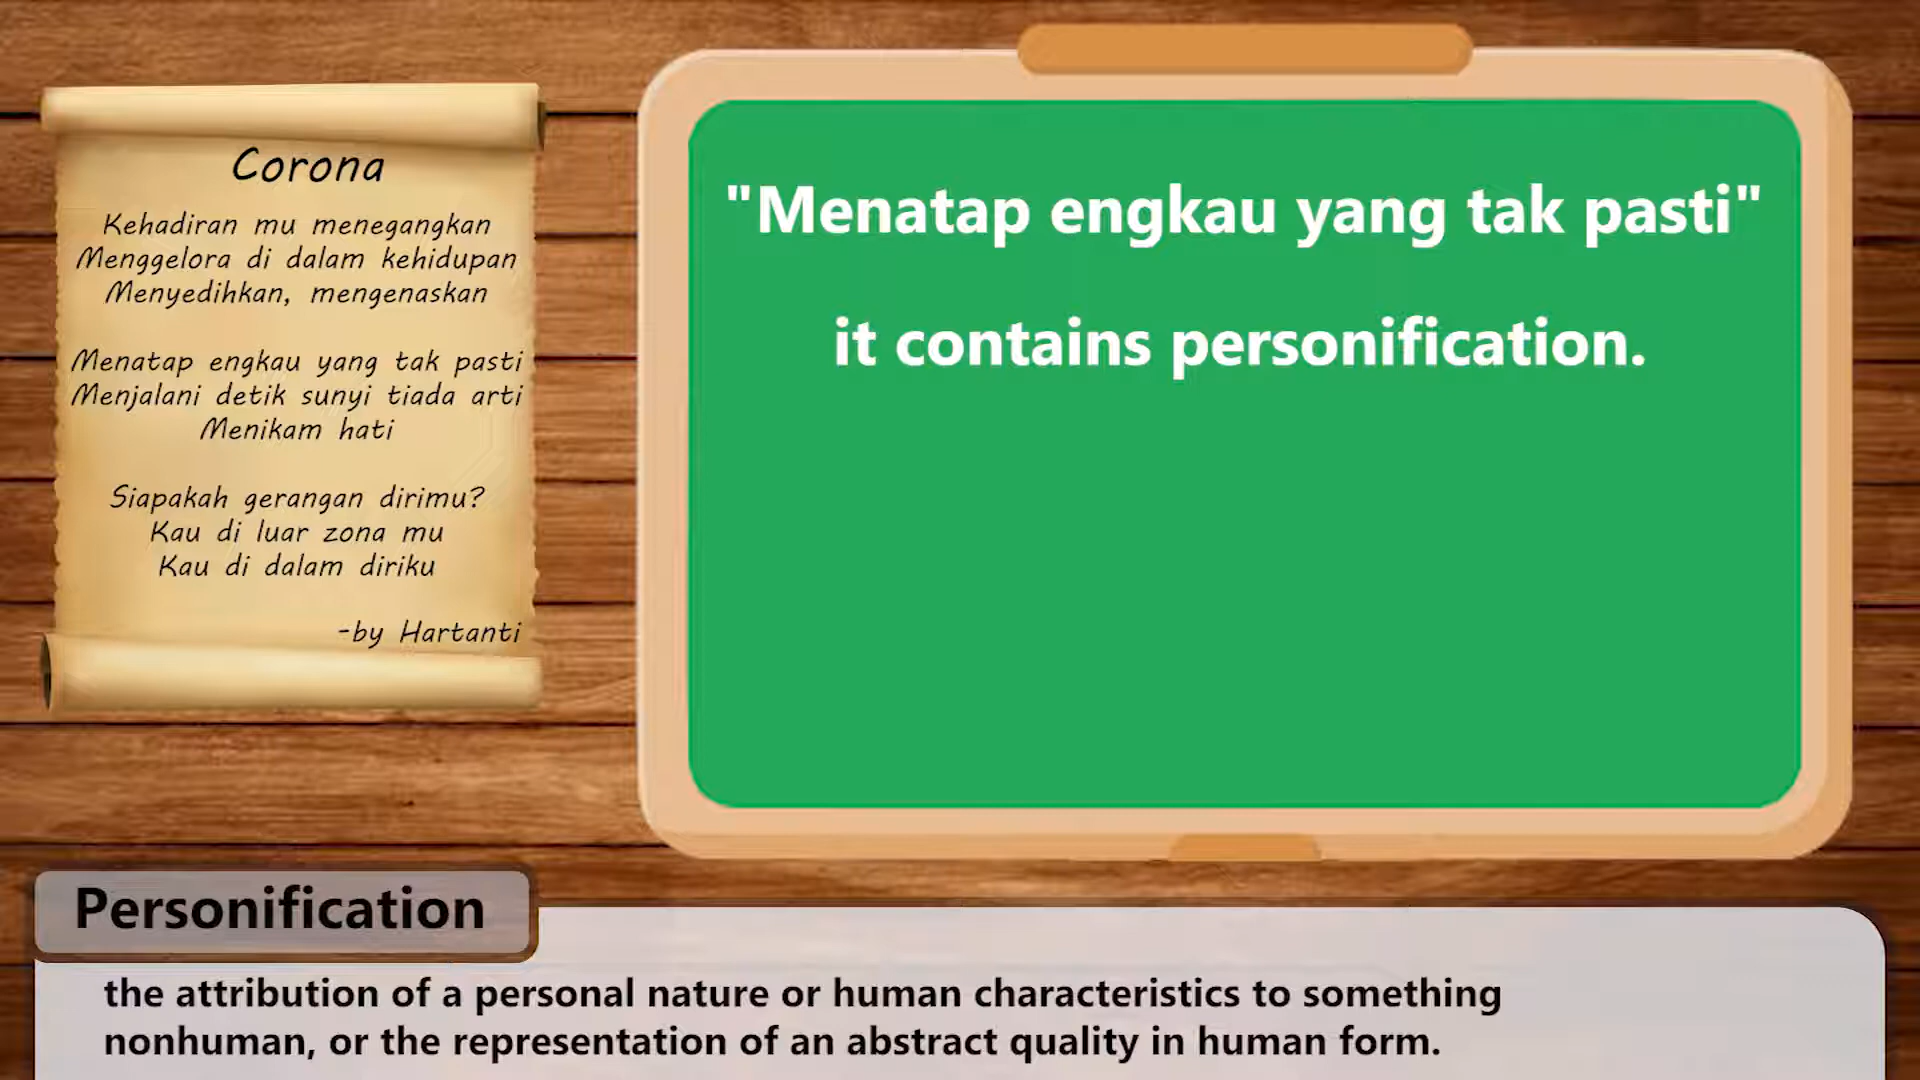 Corona
Kehadiran mu menegangkan
Menggelora di dalam kehidupan
Menyedihkan, mengenaskan
Menatap engkau yang tak pasti
Menjalani detik sunyi tiada arti
Menikam hati
Siapakah gerangan dirimu?
Kau di luar zona mu
Kau di dalam diriku
-by Hartanti
"Menatap engkau yang tak pasti"
it contains personification.
Personification
the attribution of a personal nature or human characteristics to something
nonhuman, or the representation of an abstract quality in human form.